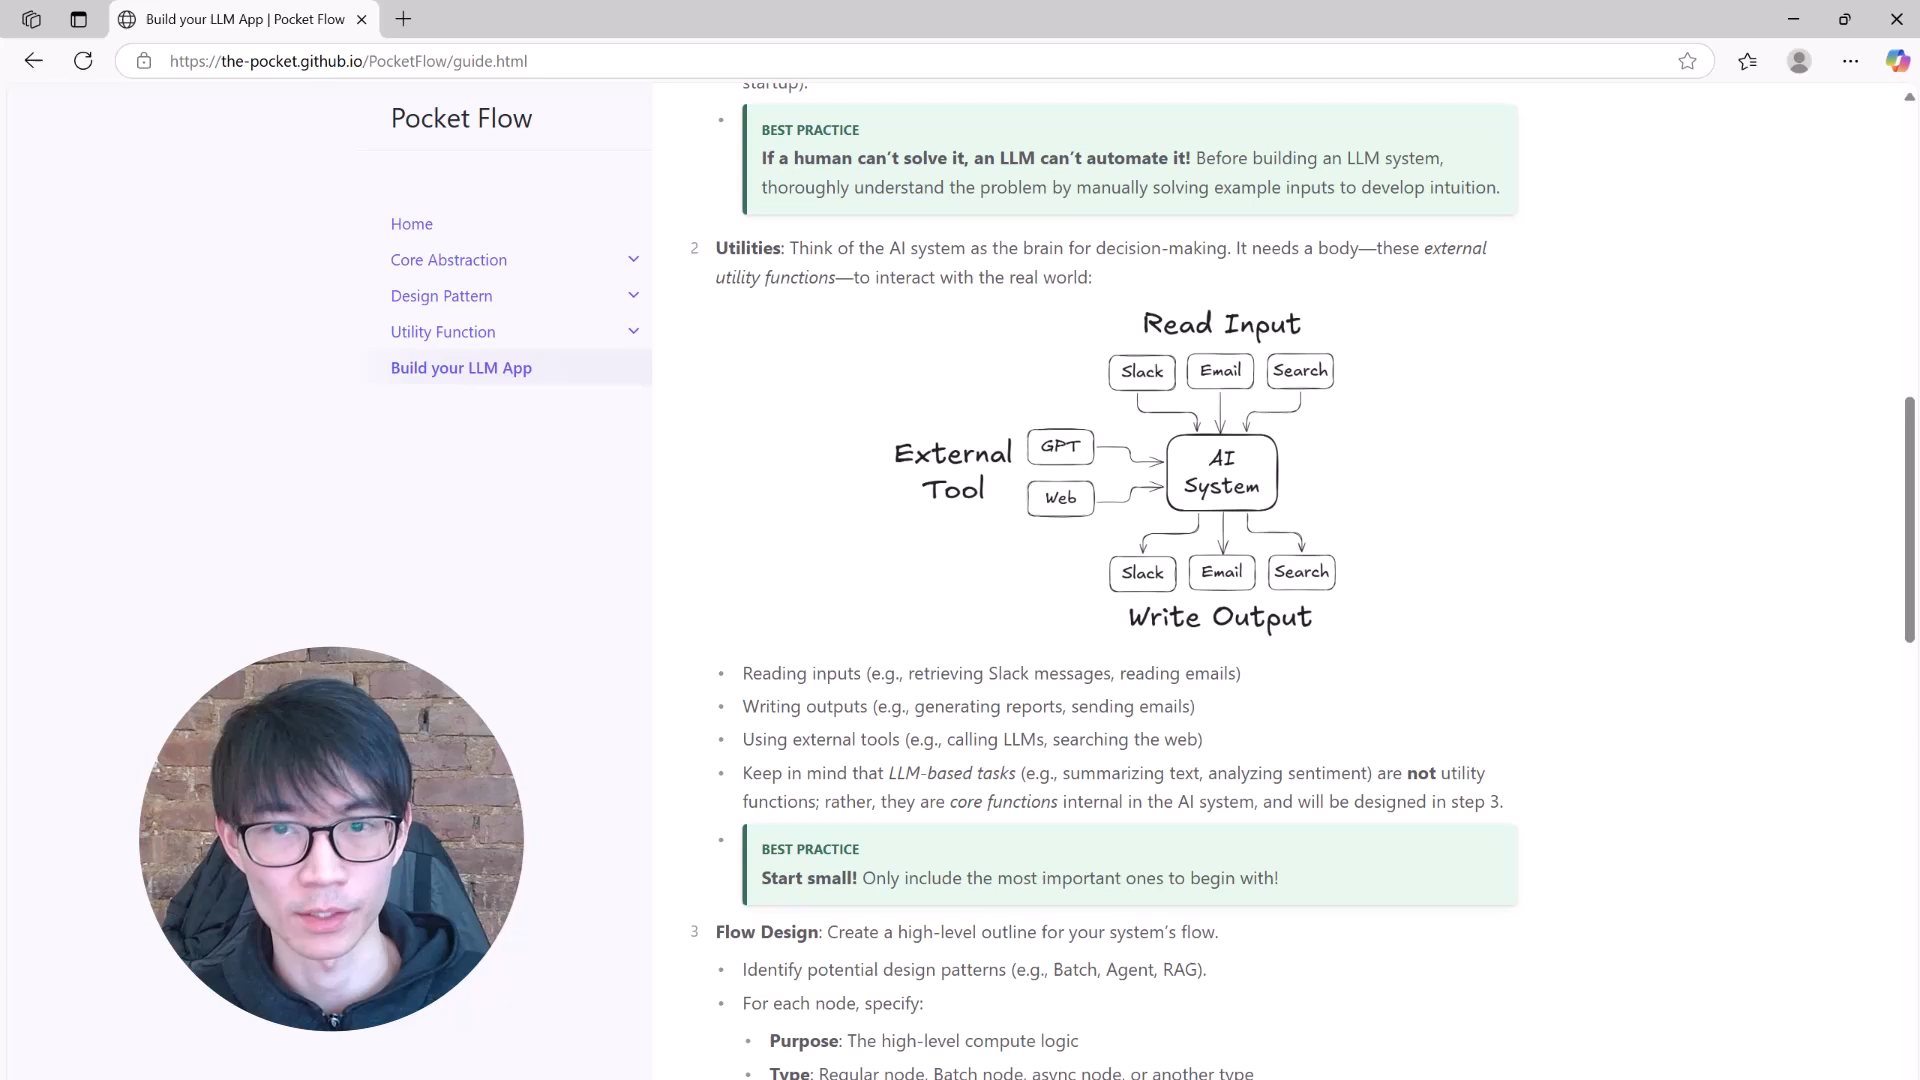 Build your LLM App | Pocket Flow
https://the-pocket.github.io/PocketFlow/guide.html
Pocket Flow
Home
Core Abstraction
Design Pattern
Utility Function
Build your LLM App
startup).
BEST PRACTICE
If a human can’t solve it, an LLM can’t automate it! Before building an LLM system,
thoroughly understand the problem by manually solving example inputs to develop intuition.
2 Utilities: Think of the AI system as the brain for decision-making. It needs a body—these external
utility functions—to interact with the real world:
Read Input
Slack Email Search
External
Tool
GPT
Web
AI
System
Slack Email Search
Write Output
• Reading inputs (e.g., retrieving Slack messages, reading emails)
• Writing outputs (e.g., generating reports, sending emails)
• Using external tools (e.g., calling LLMs, searching the web)
• Keep in mind that LLM-based tasks (e.g., summarizing text, analyzing sentiment) are not utility
functions; rather, they are core functions internal in the AI system, and will be designed in step 3.
BEST PRACTICE
Start small! Only include the most important ones to begin with!
3 Flow Design: Create a high-level outline for your system’s flow.
• Identify potential design patterns (e.g., Batch, Agent, RAG).
• For each node, specify:
• Purpose: The high-level compute logic
• Type: Regular node, Batch node, async node, or another type